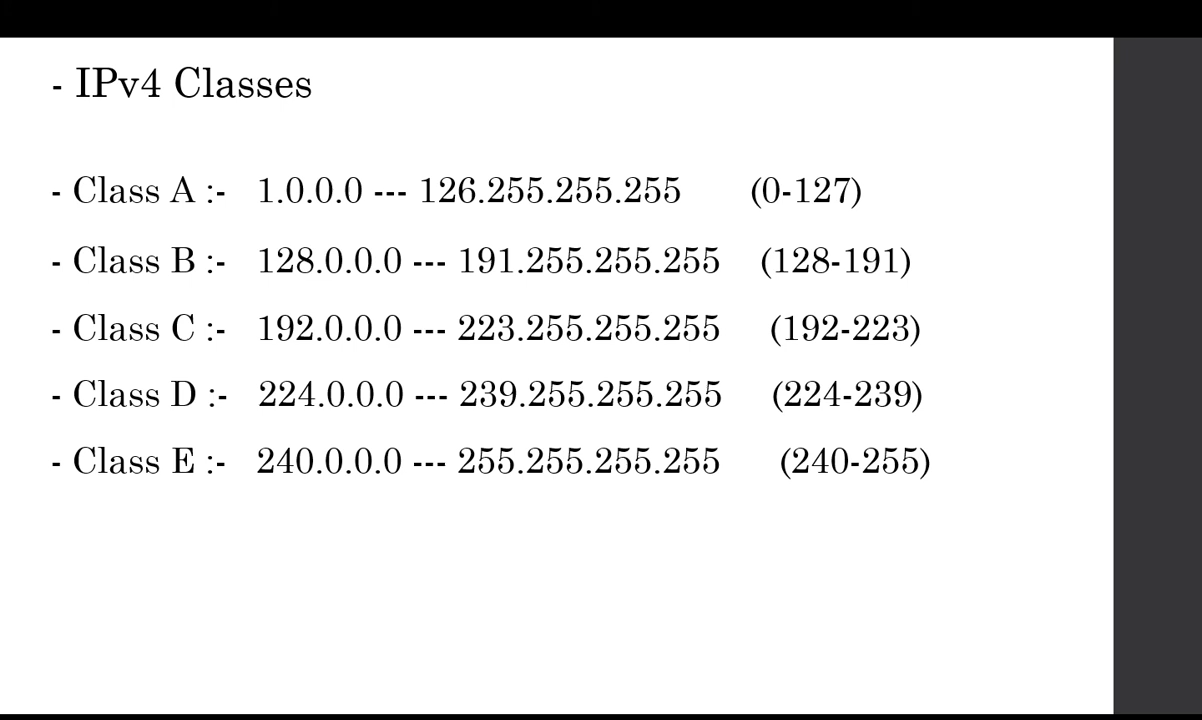 - IPv4 Classes
- Class A :- 1.0.0.0 --- 126.255.255.255 (0-127)
- Class B :- 128.0.0.0 --- 191.255.255.255 (128-191)
- Class C :- 192.0.0.0 --- 223.255.255.255 (192-223)
- Class D :- 224.0.0.0 --- 239.255.255.255 (224-239)
- Class E :- 240.0.0.0 --- 255.255.255.255 (240-255)